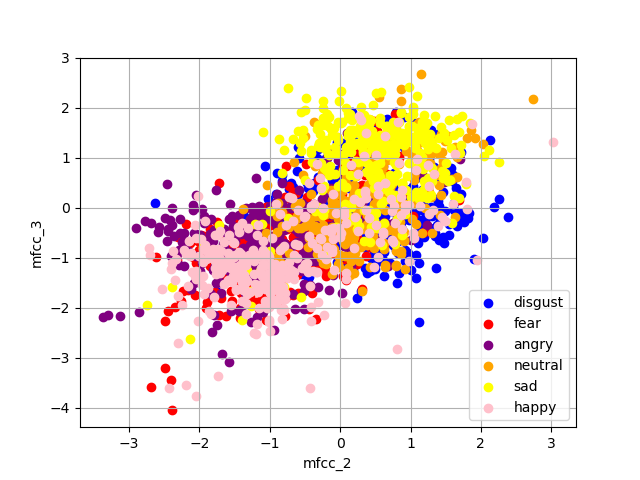 3
2
1
0
−1
−2
−3
−4
mfcc_3
−3
−2
−1
0
1
2
3
mfcc_2
disgust
fear
angry
neutral
sad
happy